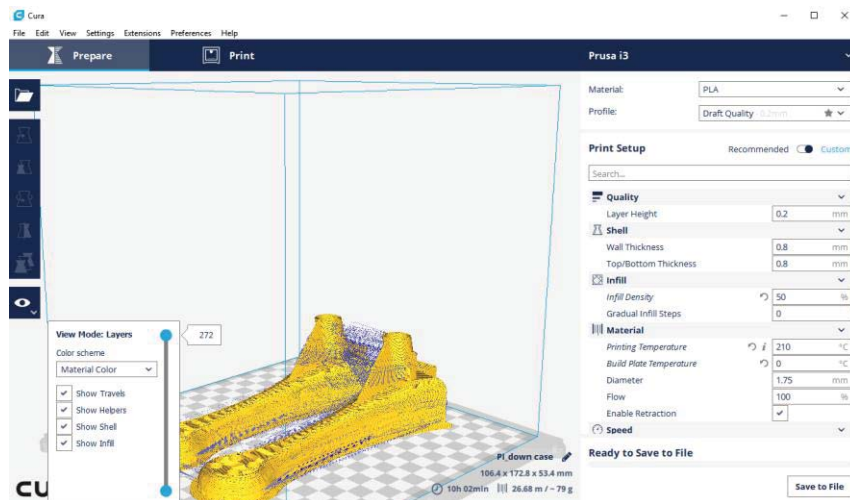 Cura
File Edit View Settings Extensions Preferences Help
Prepare Print Prusa i3
Material: PLA
Profile: Draft Quality 0.2mm
Print Setup Recommended Custom
Search...
Quality
Layer Height 0.2 mm
Shell
Wall Thickness 0.8 mm
Top/Bottom Thickness 0.8 mm
Infill
Infill Density 50 %
Gradual Infill Steps 0
Material
Printing Temperature i 210 °C
Build Plate Temperature 0 °C
Diameter 1.75 mm
Flow 100 %
Enable Retraction
Speed
Ready to Save to File
Save to File
View Mode: Layers
272
Color scheme
Material Color
Show Travels
Show Helpers
Show Shell
Show Infill
PI_down case
106.4 x 172.8 x 53.4 mm
10h 02min 26.68 m / ~ 79 g
cu